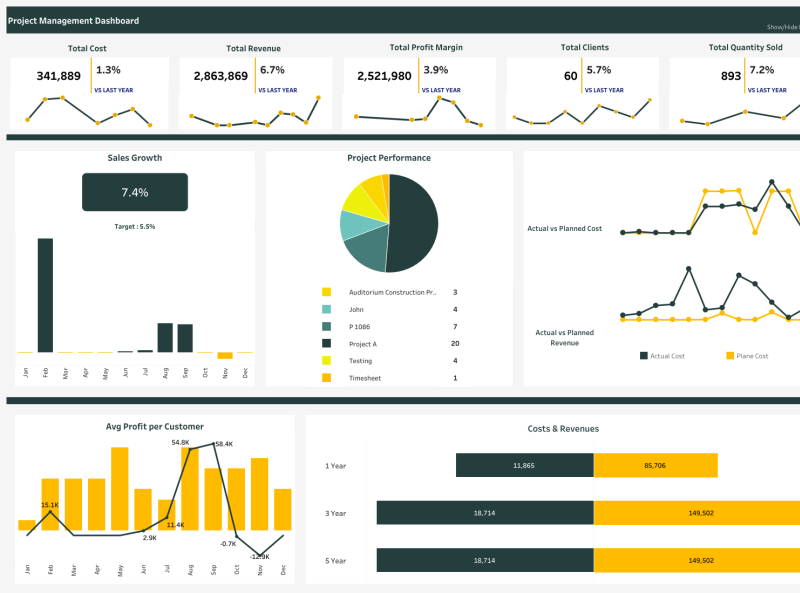 Project Management Dashboard
Show/Hide
Total Cost
Total Revenue
Total Profit Margin
Total Clients
Total Quantity Sold
341,889
1.3%
VS LAST YEAR
2,863,869
6.7%
VS LAST YEAR
2,521,980
3.9%
VS LAST YEAR
60
5.7%
VS LAST YEAR
893
7.2%
VS LAST YEAR
Sales Growth
7.4%
Target : 5.5%
Jan
Feb
Mar
Apr
May
Jun
Jul
Aug
Sep
Oct
Nov
Dec
Project Performance
Auditorium Construction Pr.. 3
John 4
P 1086 7
Project A 20
Testing 4
Timesheet 1
Actual vs Planned Cost
Actual vs Planned
Revenue
Actual Cost
Plane Cost
Avg Profit per Customer
15.1K
2.9K
11.4K
54.8K
58.4K
-0.7K
-12.9K
Jan
Feb
Mar
Apr
May
Jun
Jul
Aug
Sep
Oct
Nov
Dec
Costs & Revenues
1 Year 11,865 85,706
3 Year 18,714 149,502
5 Year 18,714 149,502